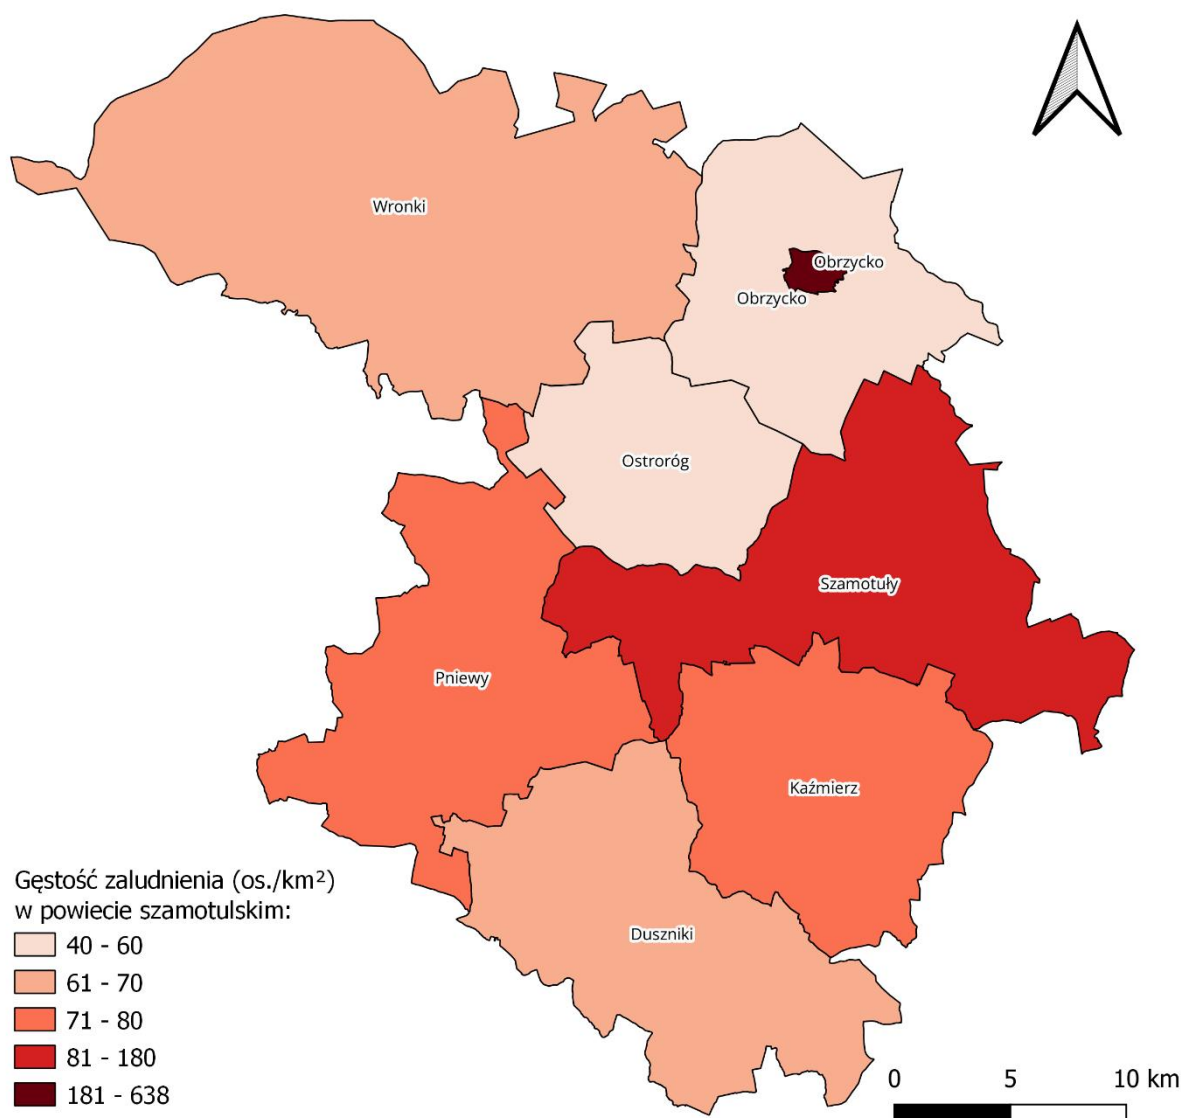 Wronki
Obrzycko
Obrzycko
Ostroróg
Szamotuły
Pniewy
Kaźmierz
Duszniki
Gęstość zaludnienia (os./km²)
w powiecie szamotulskim:
40 - 60
61 - 70
71 - 80
81 - 180
181 - 638
0 5 10 km